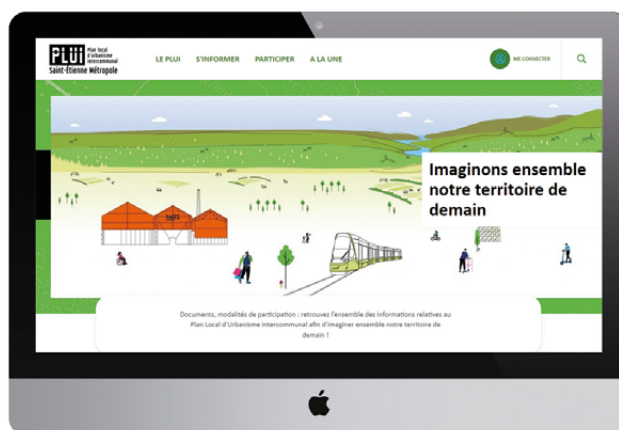 PLUi Plan local d'urbanisme intercommunal
Saint-Étienne Métropole
LE PLUI
S'INFORMER
PARTICIPER
A LA UNE
ME CONNECTER
Imaginons ensemble
notre territoire de
demain
Documents, modalités de participation : retrouvez l'ensemble des informations relatives au
Plan Local d'Urbanisme intercommunal afin d'imaginer ensemble notre territoire de
demain !